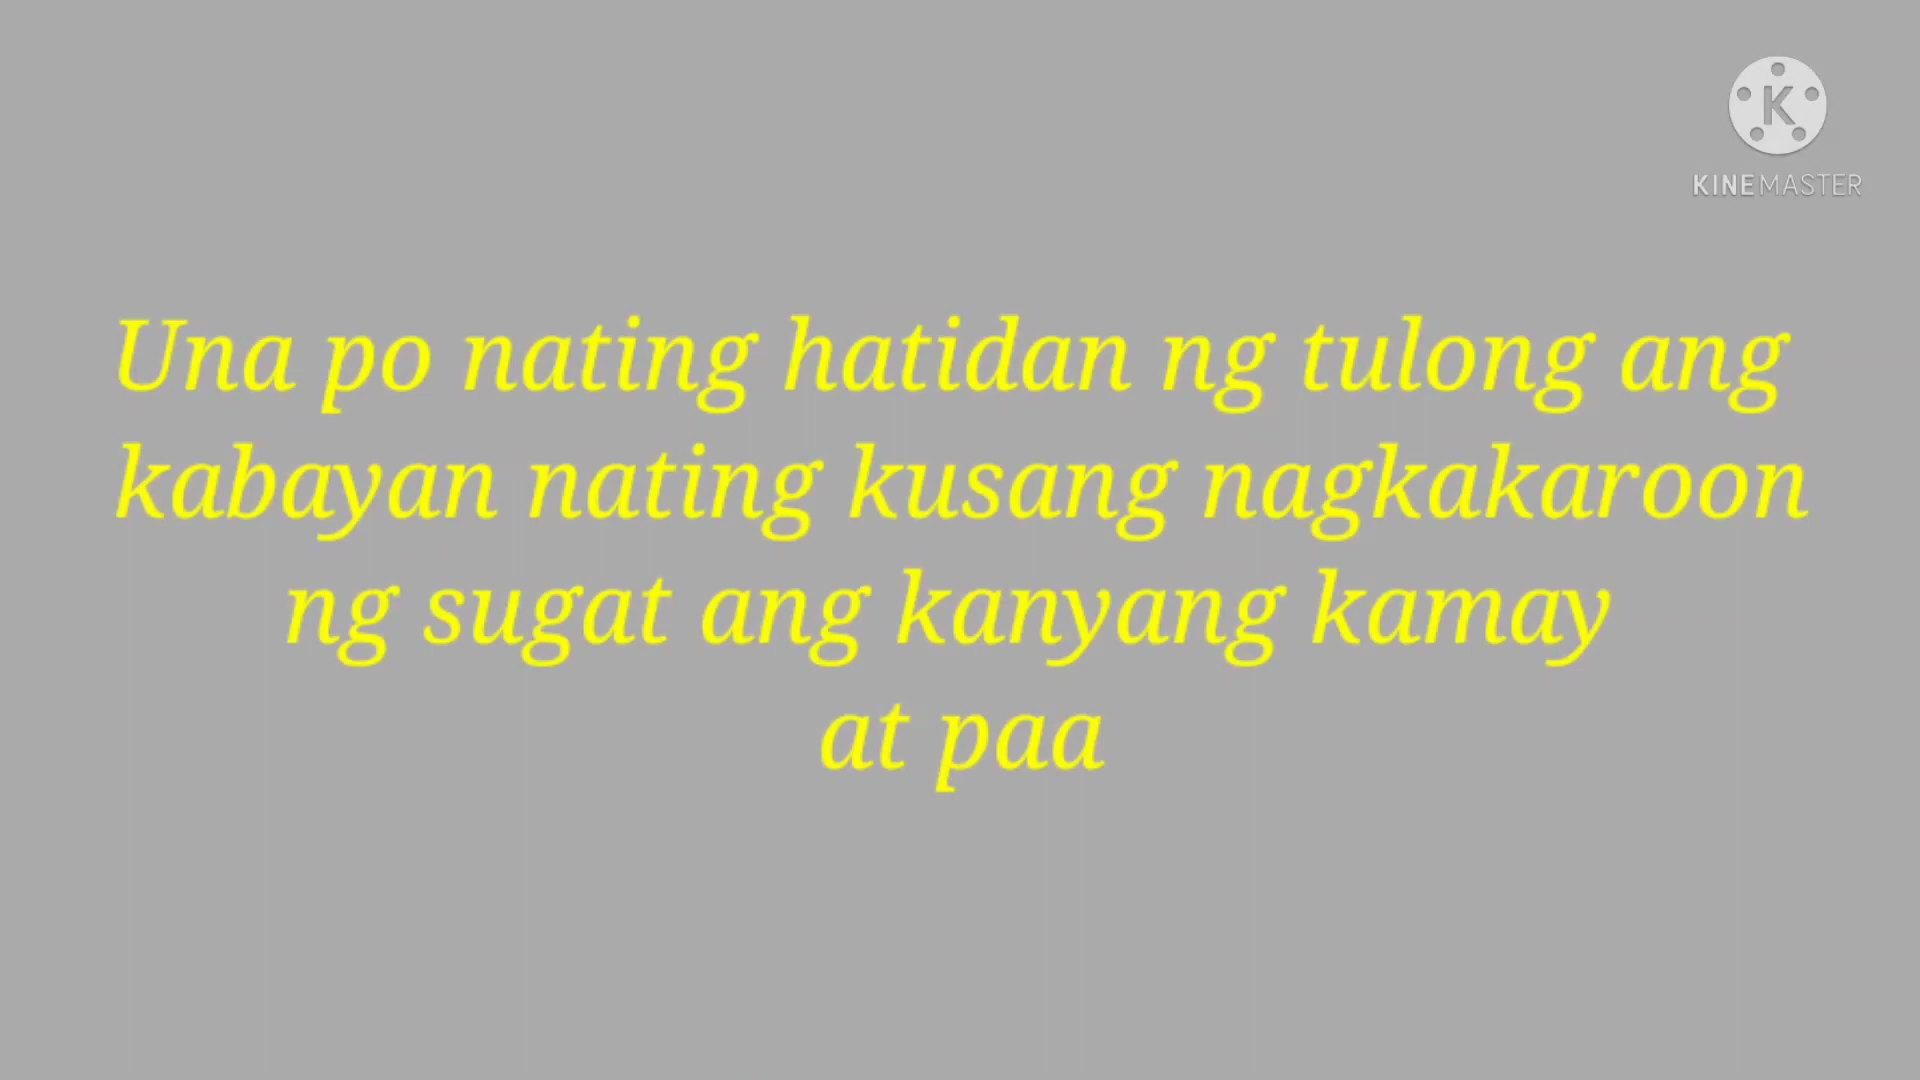 K
KINEMASTER
Una po nating hatidan ng tulong ang
kabayan nating kusang nagkakaroon
ng sugat ang kanyang kamay
at paa